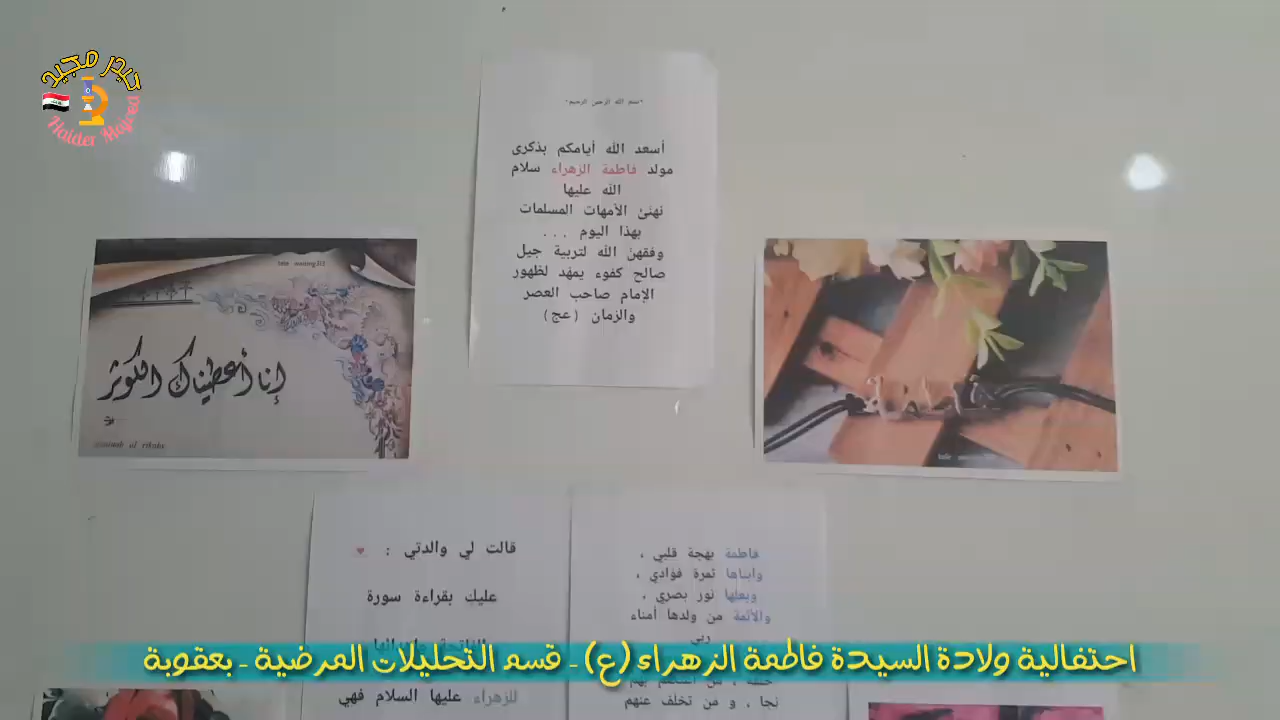 حيدر مجيد
Haider Majeed
"بسم الله الرحمن الرحيم"
أسعد الله أيامكم بذكرى
مولد فاطمة الزهراء سلام
الله عليها
نهنئ الأمهات المسلمات
بهذا اليوم ...
وفقهن الله لتربية جيل
صالح كفوء يمهد لظهور
الإمام صاحب العصر
والزمان (عج)
إنا أعطيناك الكوثر
قالت لي والدتي :
عليك بقراءة سورة
الفاتحة
للزهراء عليها السلام فهي
فاطمة بهجة قلبي ،
وابناها ثمرة فؤادي ،
وبعلها نور بصري ،
والأئمة من ولدها أمناء
ربي
نجا ، و من تخلف عنهم
احتفالية ولادة السيدة فاطمة الزهراء (ع) - قسم التحليلات المرضية - بعقوبة